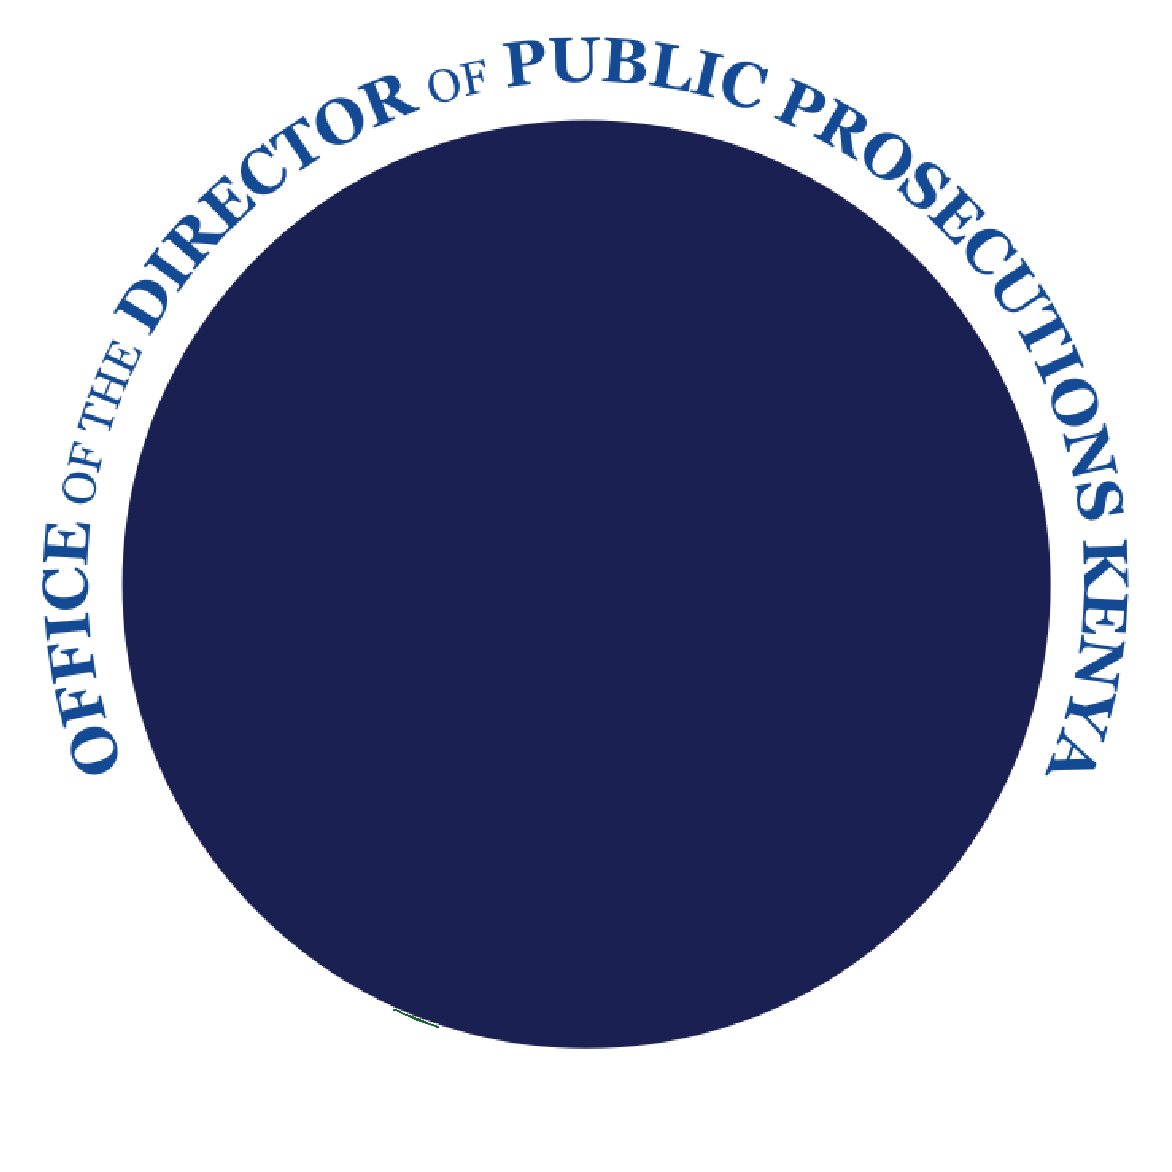 OFFICE OF THE DIRECTOR OF PUBLIC PROSECUTIONS KENYA